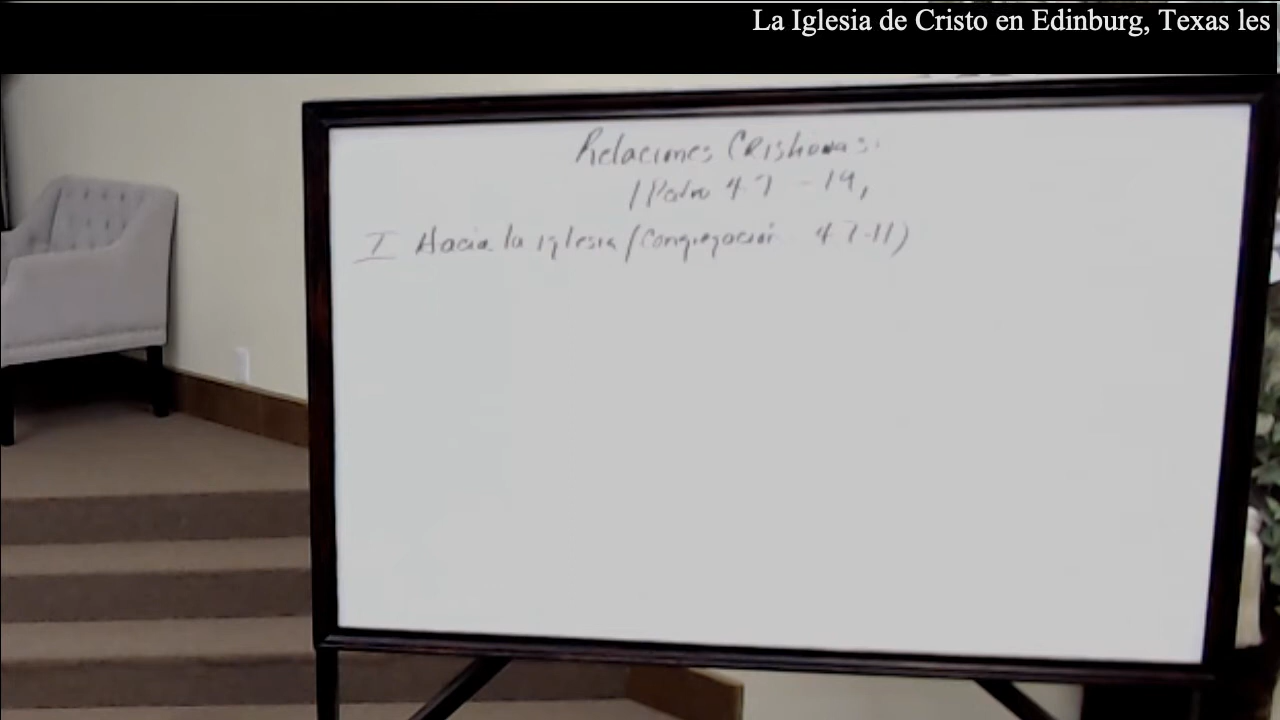 La Iglesia de Cristo en Edinburg, Texas les
Relaciones Cristianas:
1 Pedro 4.7 - 19,
I Hacia la iglesia (Congregación 4.7-11)